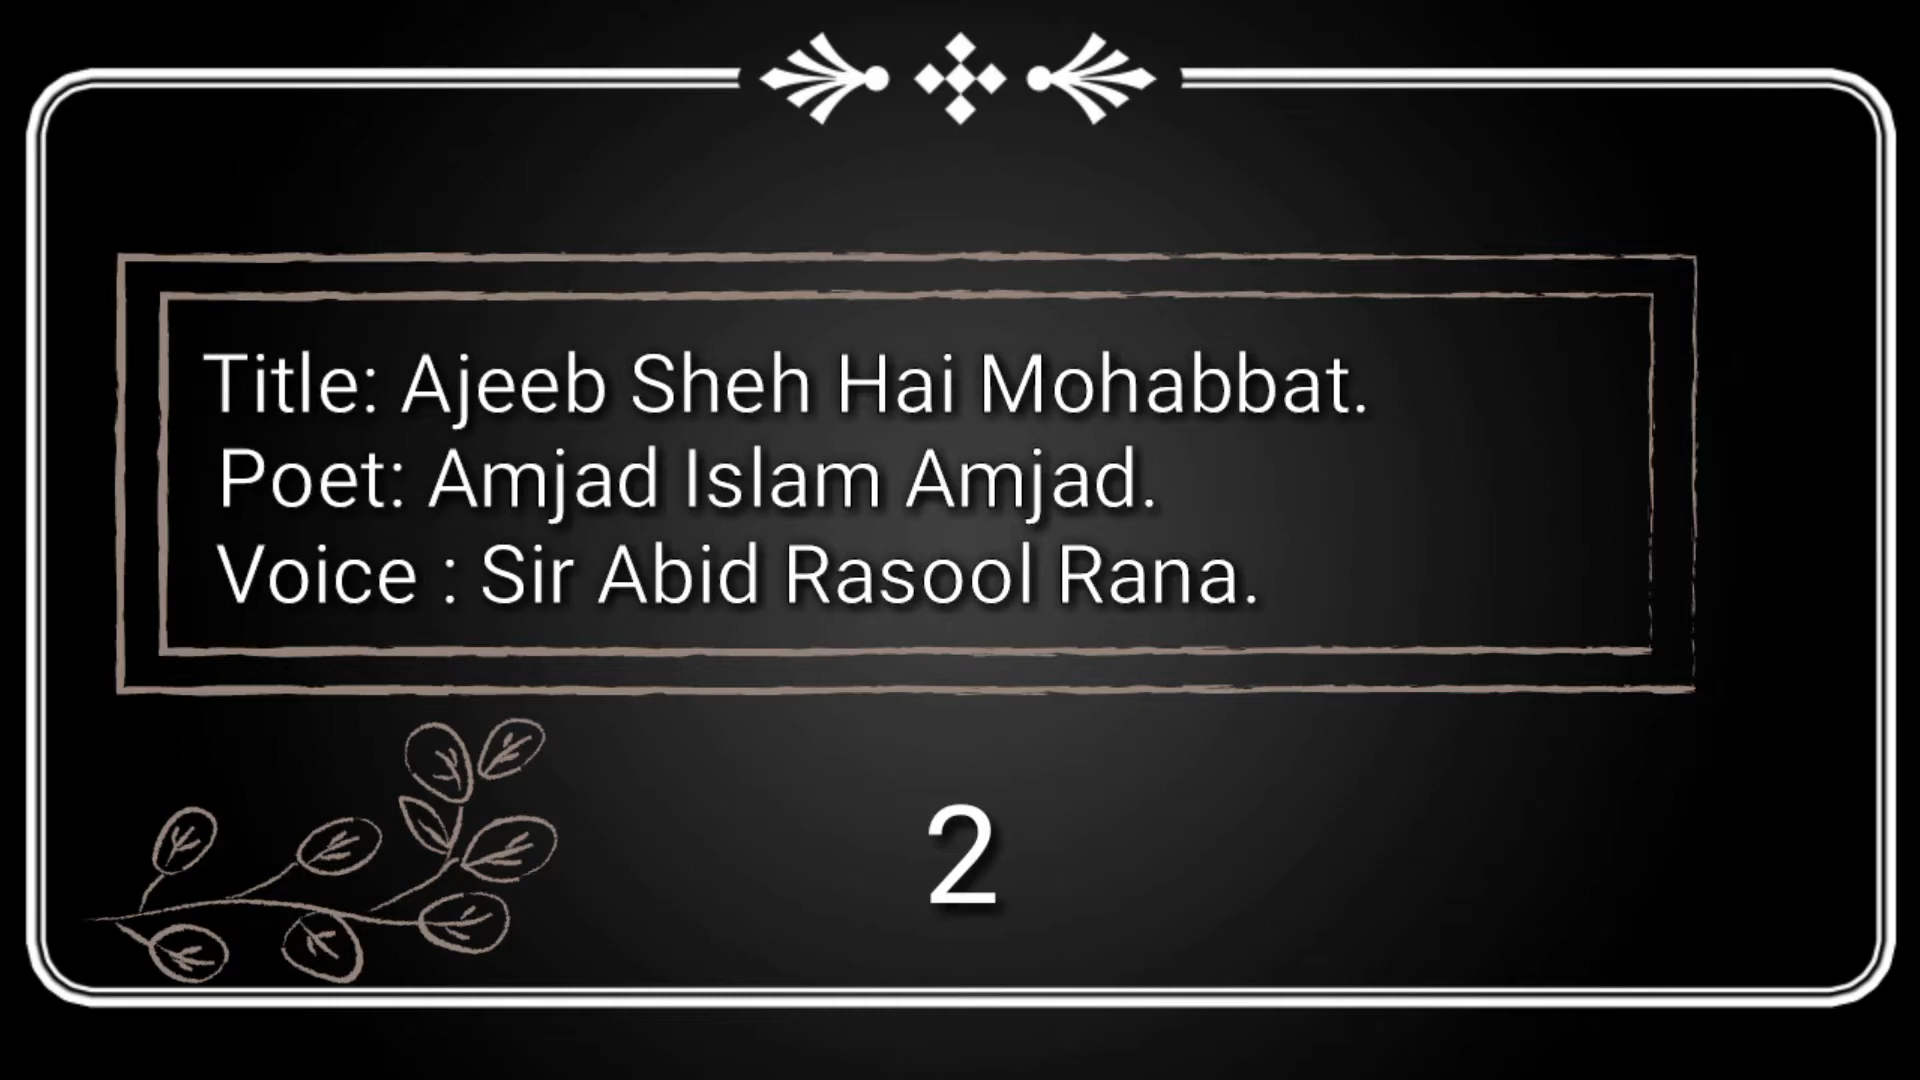 Title: Ajeeb Sheh Hai Mohabbat.
Poet: Amjad Islam Amjad.
Voice : Sir Abid Rasool Rana.
2